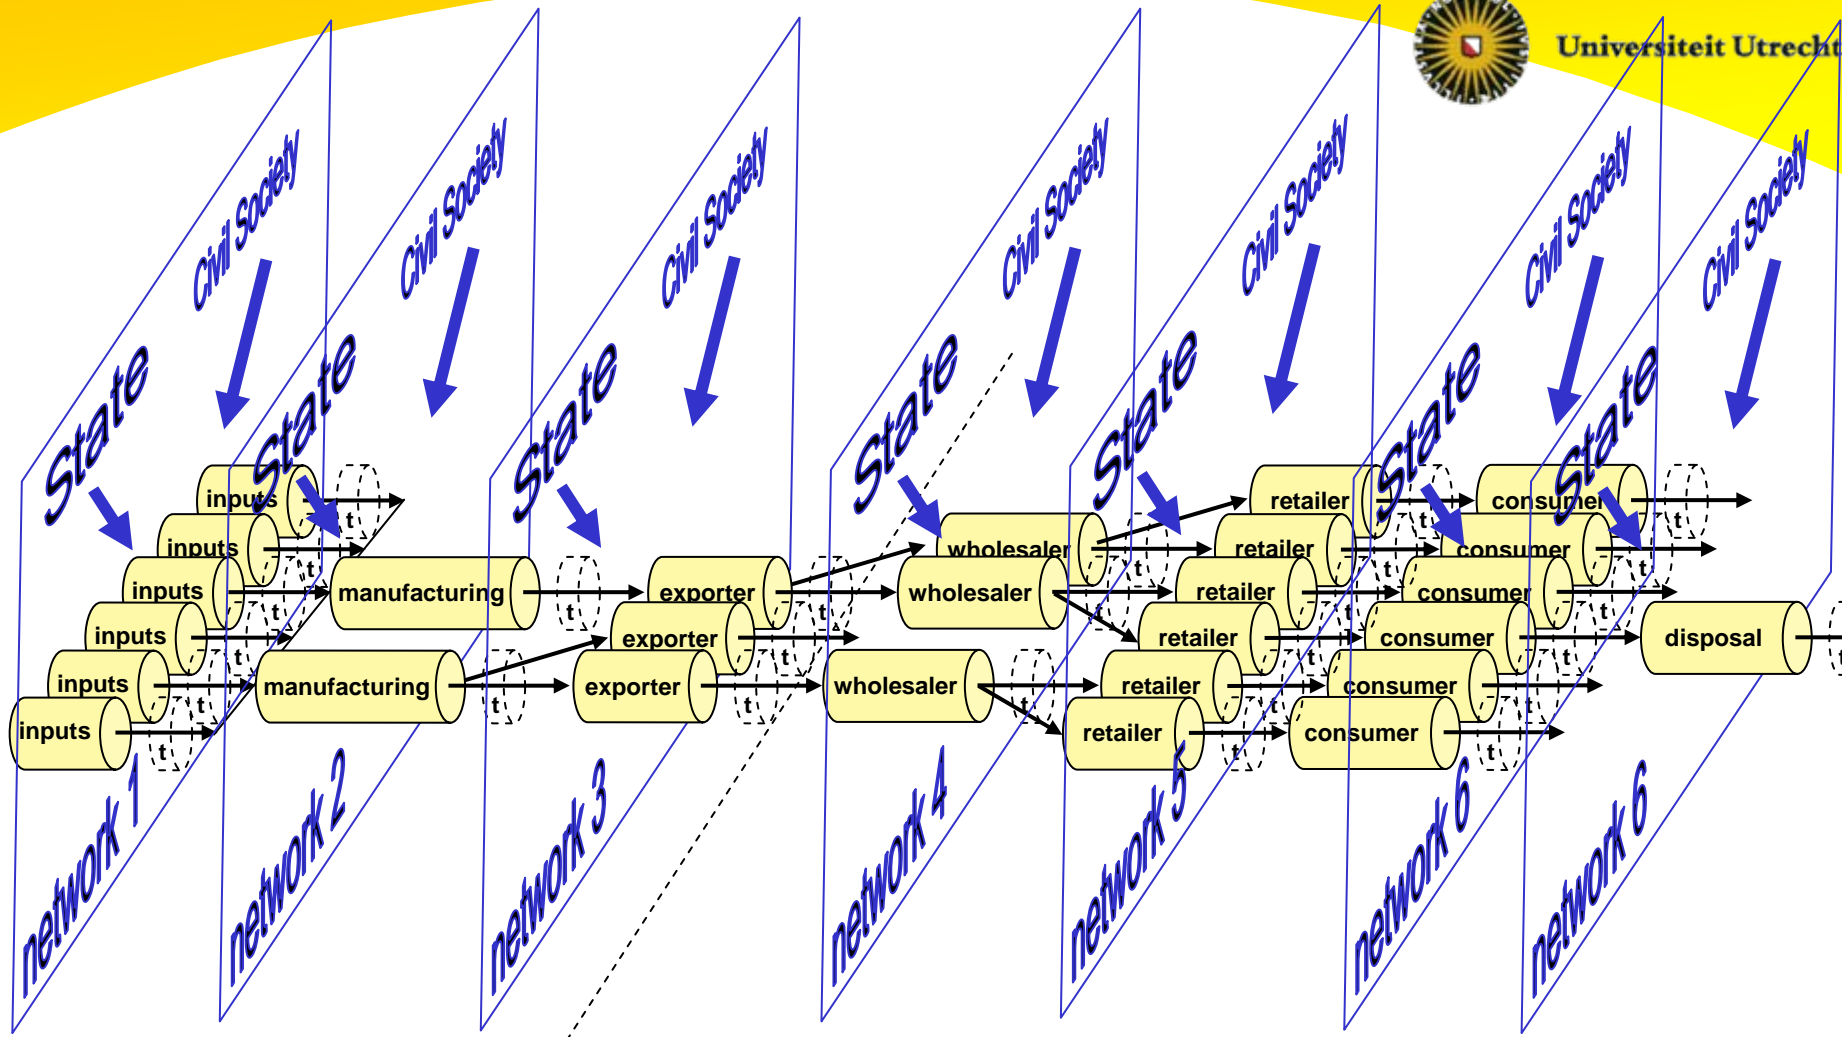 Universiteit Utrecht
Civil Society
Civil Society
Civil Society
Civil Society
Civil Society
Civil Society
Civil Society
State
State
State
State
State
State
State
inputs
t
retailer
t
consumer
t
inputs
t
wholesaler
t
retailer
t
consumer
t
inputs
t
manufacturing
t
exporter
t
wholesaler
t
retailer
t
consumer
t
inputs
t
exporter
t
retailer
t
consumer
t
disposal
t
inputs
t
manufacturing
t
exporter
t
wholesaler
t
retailer
t
consumer
t
inputs
t
retailer
t
consumer
t
network 1
network 2
network 3
network 4
network 5
network 6
network 6